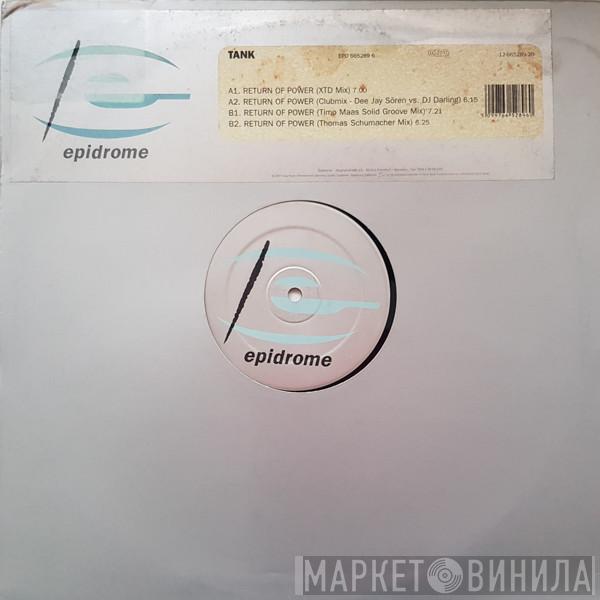 TANK EPD 665289 6 12-665289-20
A1. RETURN OF POWER (XTD Mix) 7.00
A2. RETURN OF POWER (Clubmix - Dee Jay Sören vs. DJ Darling) 6.15
B1. RETURN OF POWER (Timo Maas Solid Groove Mix) 7.21
B2. RETURN OF POWER (Thomas Schumacher Mix) 6.25
epidrome
epidrome
МАРКЕТ ВИНИЛА